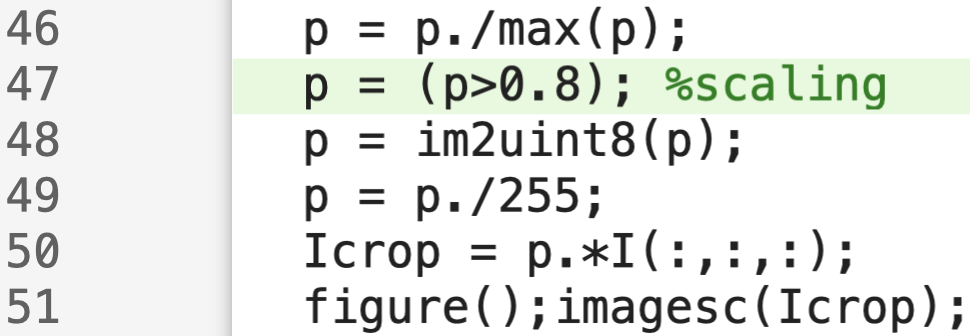 46 p = p./max(p);
47 p = (p>0.8); %scaling
48 p = im2uint8(p);
49 p = p./255;
50 Icrop = p.*I(:,:,:);
51 figure();imagesc(Icrop);